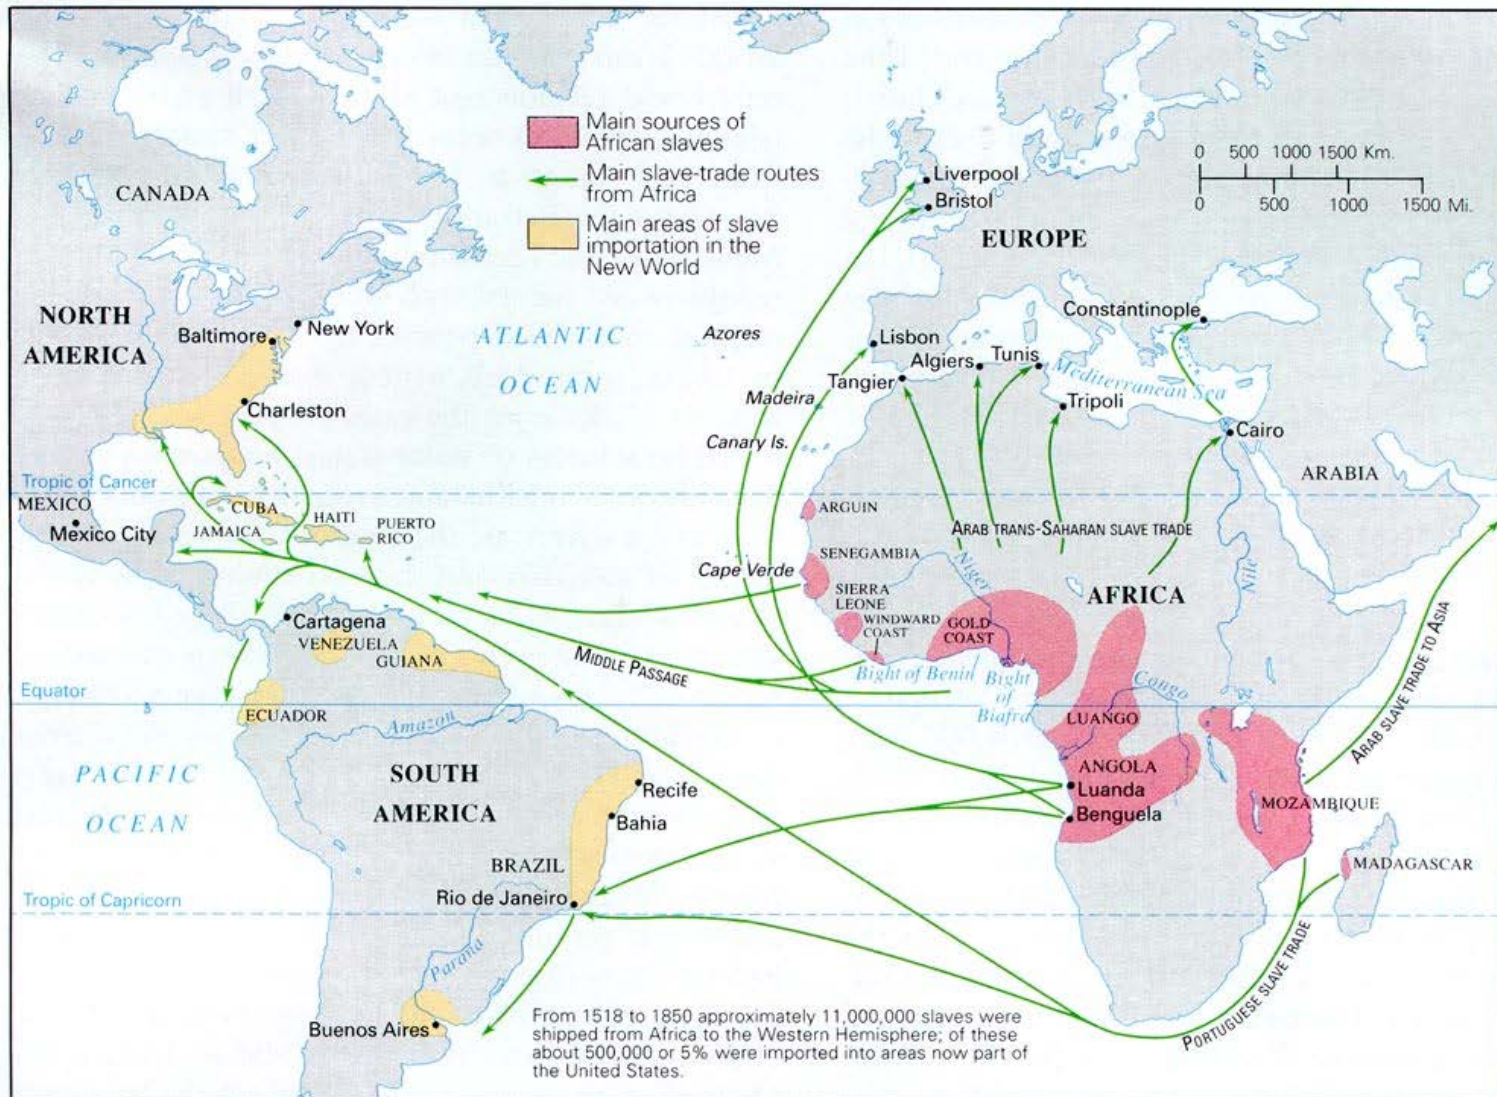 Main sources of
African slaves
Main slave-trade routes
from Africa
Main areas of slave
importation in the
New World
0 500 1000 1500 Km.
0 500 1000 1500 Mi.
CANADA
Liverpool
Bristol
EUROPE
NORTH
AMERICA
Baltimore
New York
ATLANTIC
OCEAN
Azores
Constantinople
Lisbon
Algiers
Tunis
Tangier
Mediterranean Sea
Madeira
Charleston
Tripoli
Canary Is.
Cairo
ARABIA
Tropic of Cancer
MEXICO
Mexico City
CUBA
JAMAICA
HAITI
PUERTO
RICO
ARGUIN
ARAB TRANS-SAHARAN SLAVE TRADE
SENEGAMBIA
Cape Verde
Niger
Nile
AFRICA
SIERRA
LEONE
WINDWARD
COAST
GOLD
COAST
Cartagena
VENEZUELA
GUIANA
MIDDLE PASSAGE
Bight of Benin
Bight
of
Biafra
Congo
ARAB SLAVE TRADE TO ASIA
Equator
ECUADOR
Amazon
LUANGO
PACIFIC
OCEAN
SOUTH
AMERICA
Recife
Bahia
ANGOLA
Luanda
Benguela
MOZAMBIQUE
MADAGASCAR
BRAZIL
Rio de Janeiro
Tropic of Capricorn
Parana
PORTUGUESE SLAVE TRADE
Buenos Aires
From 1518 to 1850 approximately 11,000,000 slaves were
shipped from Africa to the Western Hemisphere; of these
about 500,000 or 5% were imported into areas now part of
the United States.